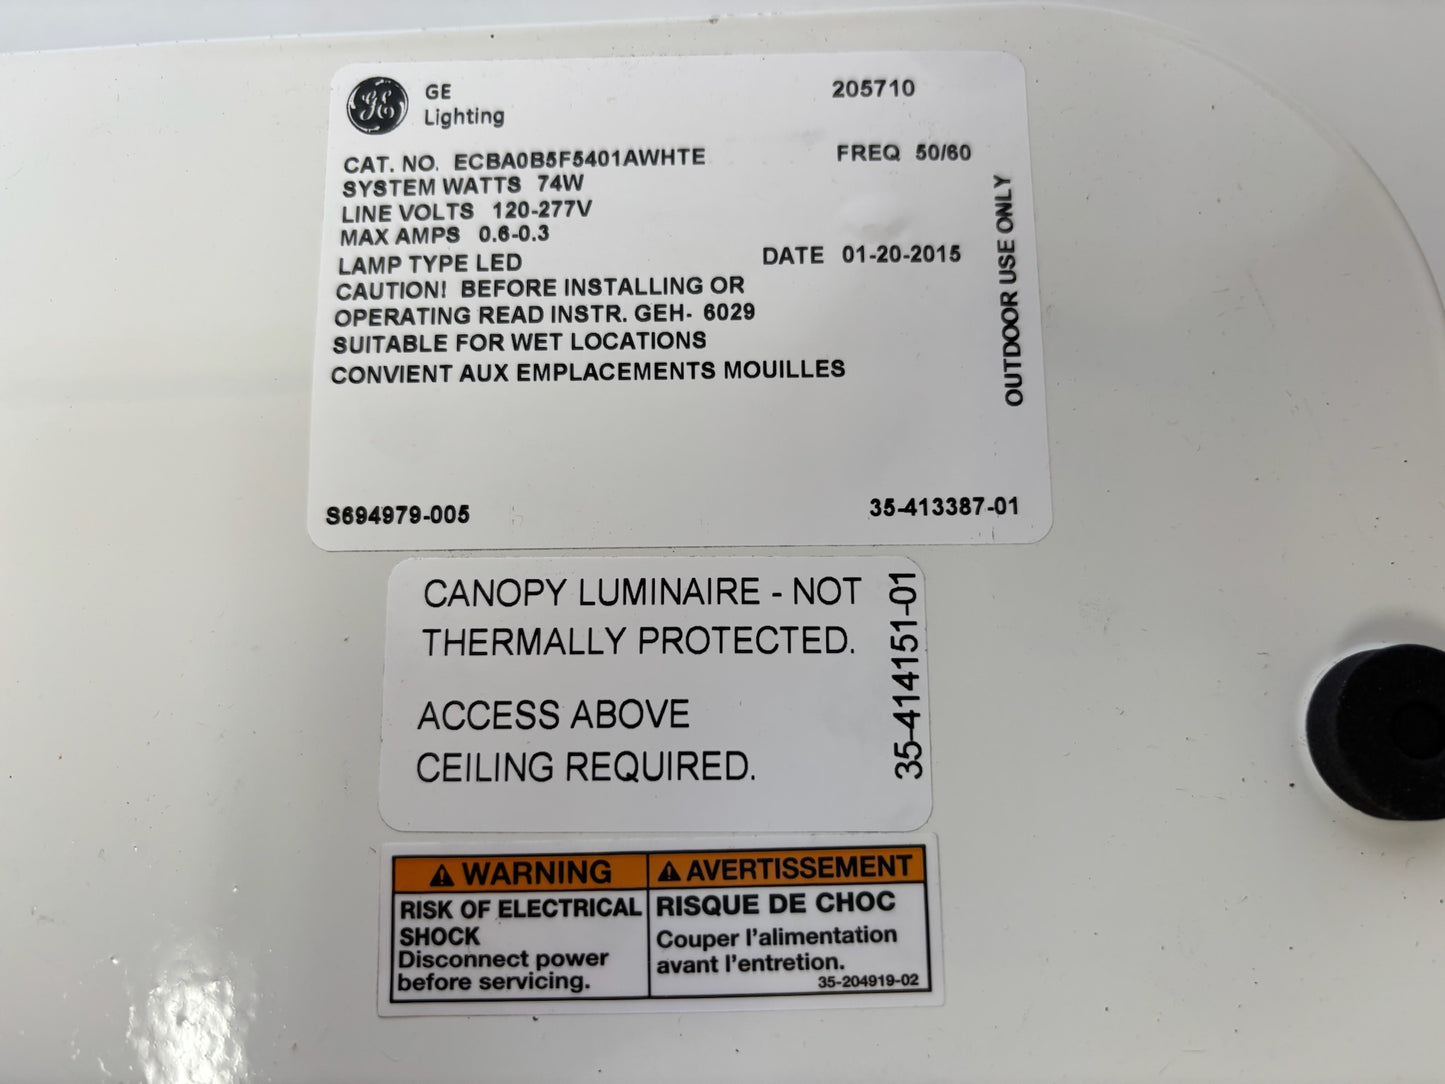 GE
GE
Lighting
205710
CAT. NO. ECBA0B5F5401AWHTE
FREQ 50/60
SYSTEM WATTS 74W
LINE VOLTS 120-277V
MAX AMPS 0.6-0.3
LAMP TYPE LED
DATE 01-20-2015
CAUTION! BEFORE INSTALLING OR
OPERATING READ INSTR. GEH- 6029
SUITABLE FOR WET LOCATIONS
CONVIENT AUX EMPLACEMENTS MOUILLES
OUTDOOR USE ONLY
S694979-005
35-413387-01
CANOPY LUMINAIRE - NOT
THERMALLY PROTECTED.
ACCESS ABOVE
CEILING REQUIRED.
35-414151-01
WARNING
RISK OF ELECTRICAL
SHOCK
Disconnect power
before servicing.
AVERTISSEMENT
RISQUE DE CHOC
Couper l'alimentation
avant l'entretion.
35-204919-02